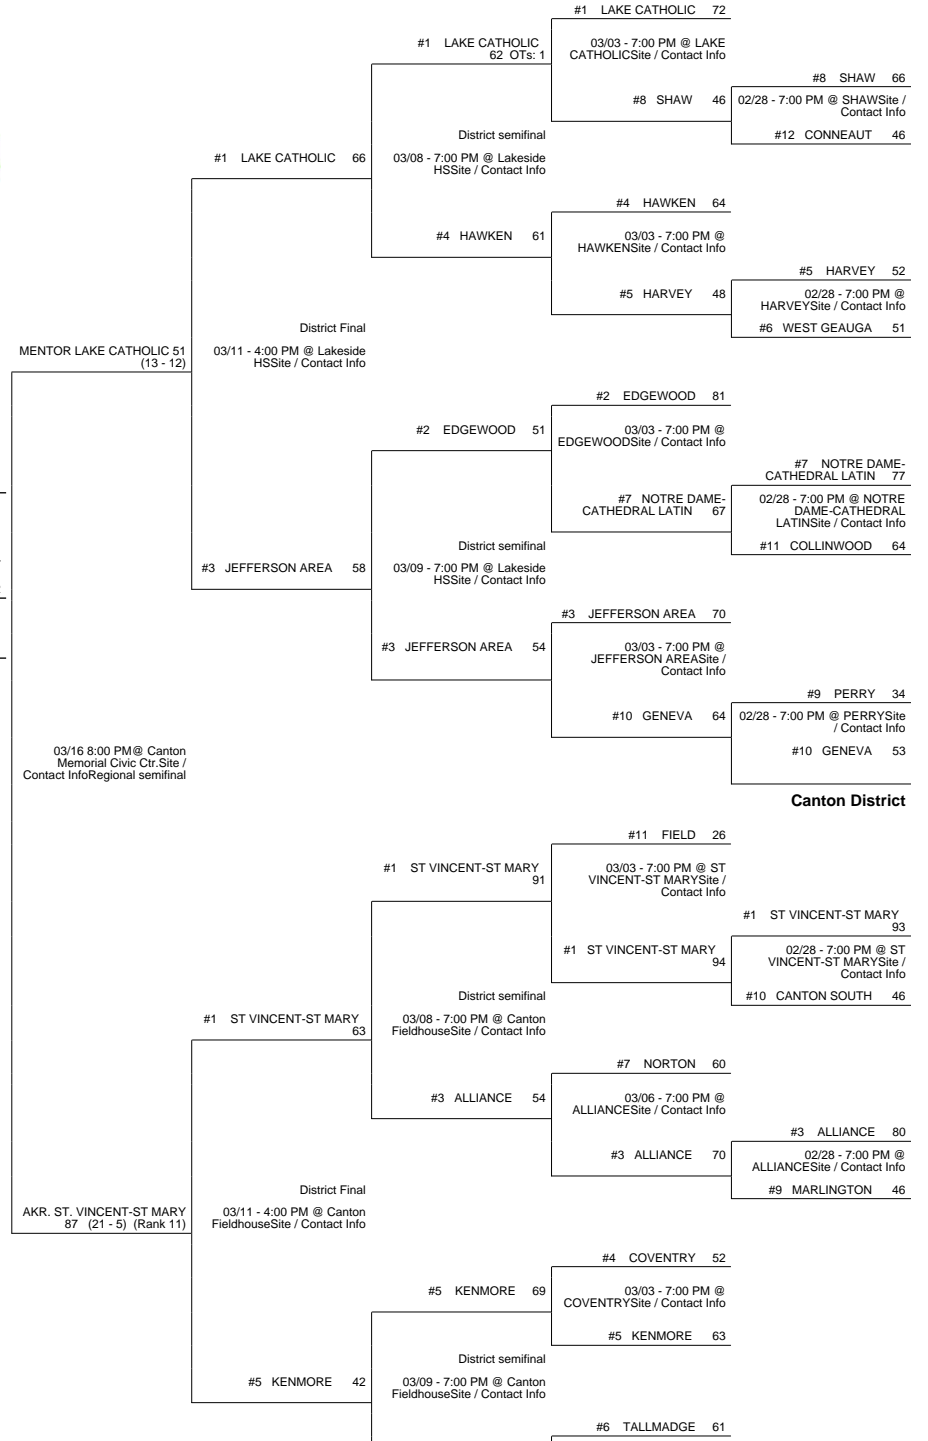 #1 LAKE CATHOLIC 72
#1 LAKE CATHOLIC
62 OTs: 1
03/03 - 7:00 PM @ LAKE
CATHOLICSite / Contact Info
#8 SHAW 66
#8 SHAW 46
02/28 - 7:00 PM @ SHAWSite /
Contact Info
#12 CONNEAUT 46
District semifinal
#1 LAKE CATHOLIC 66
03/08 - 7:00 PM @ Lakeside
HSSite / Contact Info
#4 HAWKEN 64
#4 HAWKEN 61
03/03 - 7:00 PM @
HAWKENSite / Contact Info
#5 HARVEY 52
#5 HARVEY 48
02/28 - 7:00 PM @
HARVEYSite / Contact Info
#6 WEST GEAUGA 51
District Final
MENTOR LAKE CATHOLIC 51
(13 - 12)
03/11 - 4:00 PM @ Lakeside
HSSite / Contact Info
#2 EDGEWOOD 81
#2 EDGEWOOD 51
03/03 - 7:00 PM @
EDGEWOODSite / Contact Info
#7 NOTRE DAME-
CATHEDRAL LATIN 77
#7 NOTRE DAME-
CATHEDRAL LATIN 67
02/28 - 7:00 PM @ NOTRE
DAME-CATHEDRAL
LATINSite / Contact Info
#11 COLLINWOOD 64
District semifinal
#3 JEFFERSON AREA 58
03/09 - 7:00 PM @ Lakeside
HSSite / Contact Info
#3 JEFFERSON AREA 70
#3 JEFFERSON AREA 54
03/03 - 7:00 PM @
JEFFERSON AREASite /
Contact Info
#9 PERRY 34
#10 GENEVA 64
02/28 - 7:00 PM @ PERRYSite
/ Contact Info
#10 GENEVA 53
03/16 8:00 PM@ Canton
Memorial Civic Ctr.Site /
Contact InfoRegional semifinal
Canton District
#11 FIELD 26
#1 ST VINCENT-ST MARY
91
03/03 - 7:00 PM @ ST
VINCENT-ST MARYSite /
Contact Info
#1 ST VINCENT-ST MARY
93
#1 ST VINCENT-ST MARY
94
02/28 - 7:00 PM @ ST
VINCENT-ST MARYSite /
Contact Info
#10 CANTON SOUTH 46
District semifinal
#1 ST VINCENT-ST MARY
63
03/08 - 7:00 PM @ Canton
FieldhouseSite / Contact Info
#7 NORTON 60
#3 ALLIANCE 54
03/06 - 7:00 PM @
ALLIANCESite / Contact Info
#3 ALLIANCE 80
#3 ALLIANCE 70
02/28 - 7:00 PM @
ALLIANCESite / Contact Info
#9 MARLINGTON 46
District Final
AKR. ST. VINCENT-ST MARY
87 (21 - 5) (Rank 11)
03/11 - 4:00 PM @ Canton
FieldhouseSite / Contact Info
#4 COVENTRY 52
#5 KENMORE 69
03/03 - 7:00 PM @
COVENTRYSite / Contact Info
#5 KENMORE 63
District semifinal
#5 KENMORE 42
03/09 - 7:00 PM @ Canton
FieldhouseSite / Contact Info
#6 TALLMADGE 61